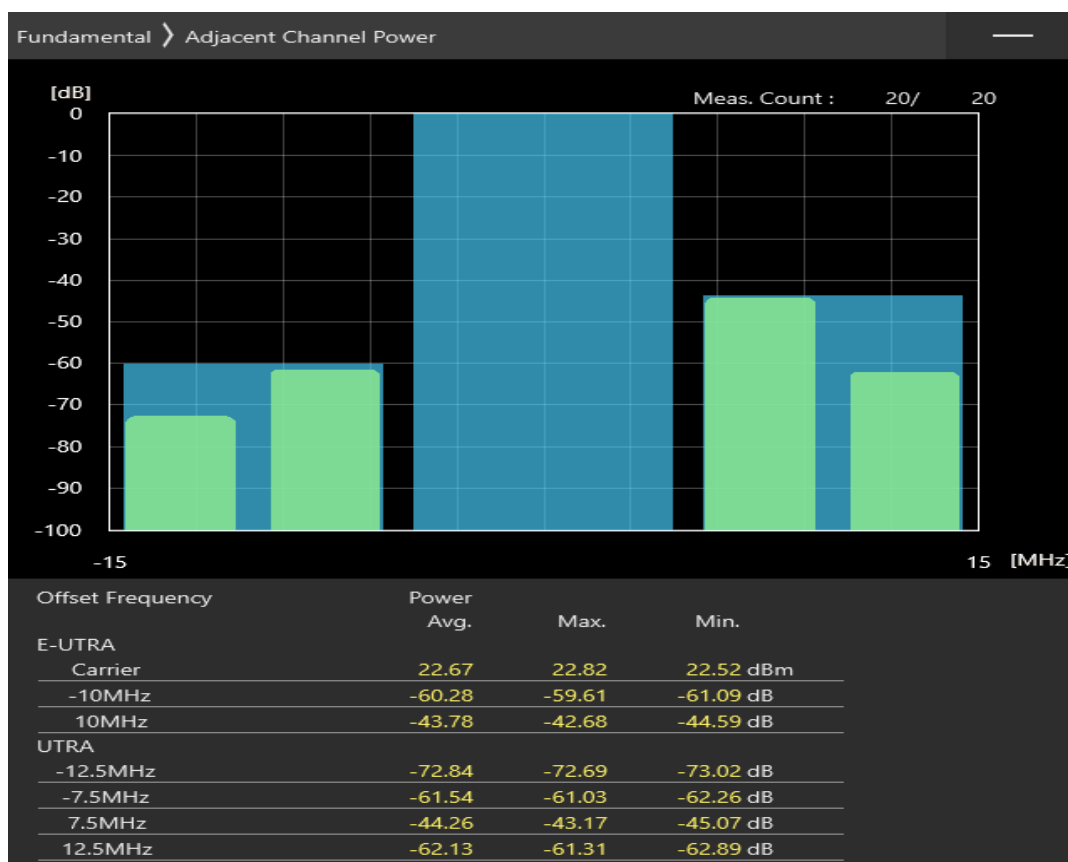 Fundamental ❯ Adjacent Channel Power
[dB]
Meas. Count : 20/ 20
0
-10
-20
-30
-40
-50
-60
-70
-80
-90
-100
-15 15 [MHz]
Offset Frequency Power
Avg. Max. Min.
E-UTRA
Carrier 22.67 22.82 22.52 dBm
-10MHz -60.28 -59.61 -61.09 dB
10MHz -43.78 -42.68 -44.59 dB
UTRA
-12.5MHz -72.84 -72.69 -73.02 dB
-7.5MHz -61.54 -61.03 -62.26 dB
7.5MHz -44.26 -43.17 -45.07 dB
12.5MHz -62.13 -61.31 -62.89 dB